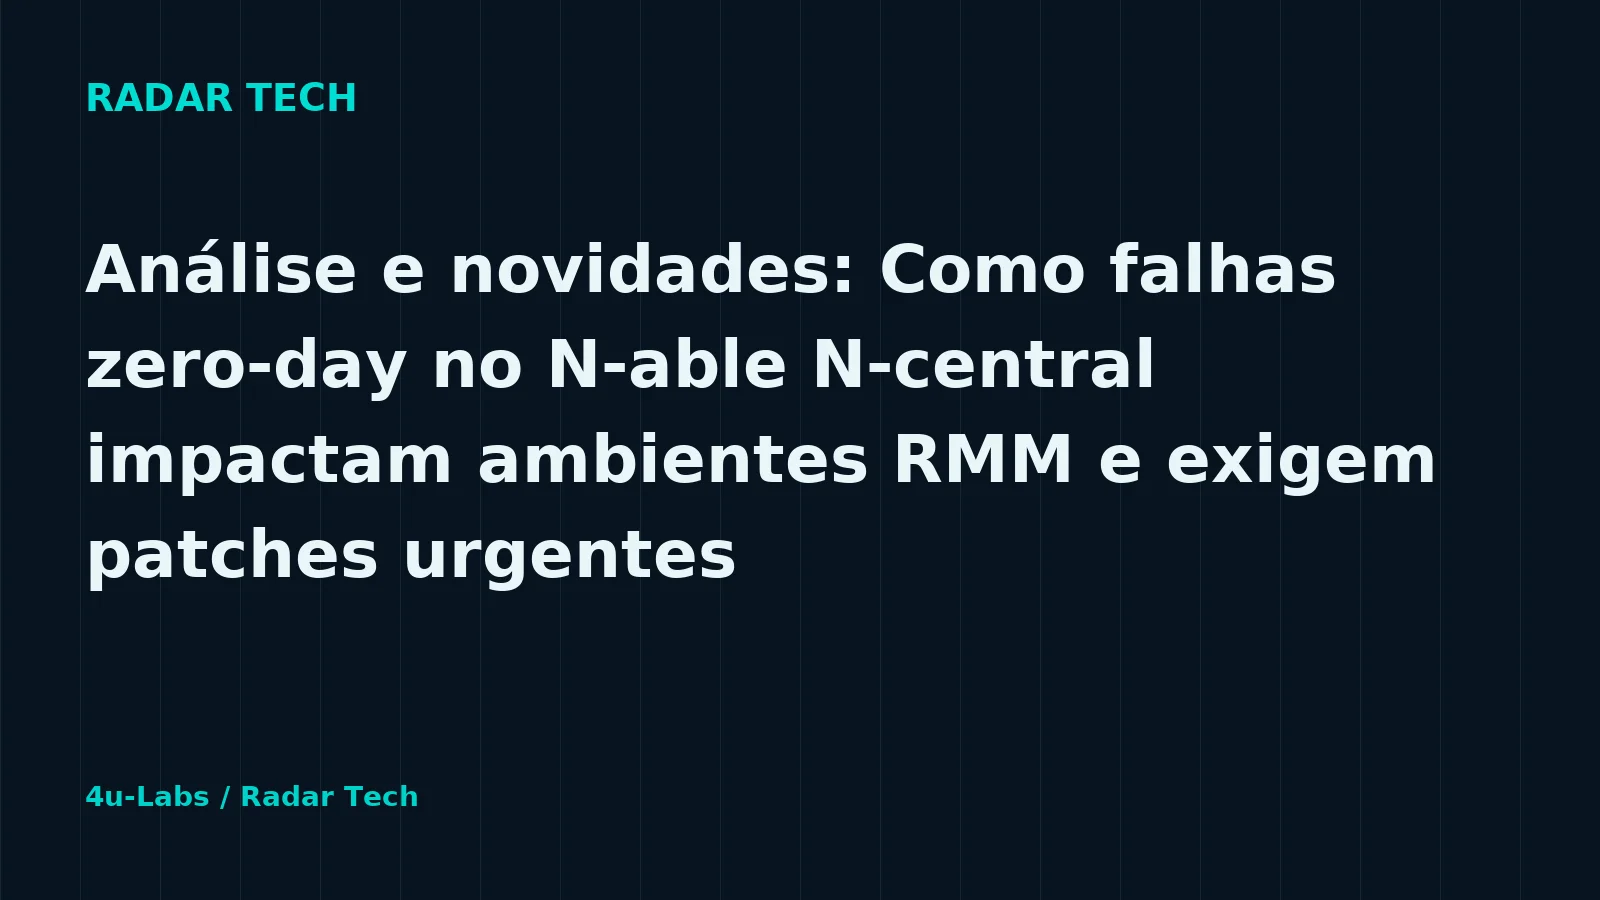 RADAR TECH
Análise e novidades: Como falhas
zero-day no N-able N-central
impactam ambientes RMM e exigem
patches urgentes
4u-Labs / Radar Tech